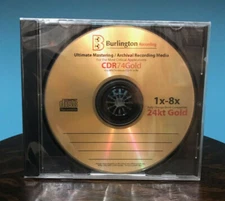 Burlington Recording
Ultimate Mastering / Archival Recording Media
CDR74Gold
1x-8x
24kt Gold